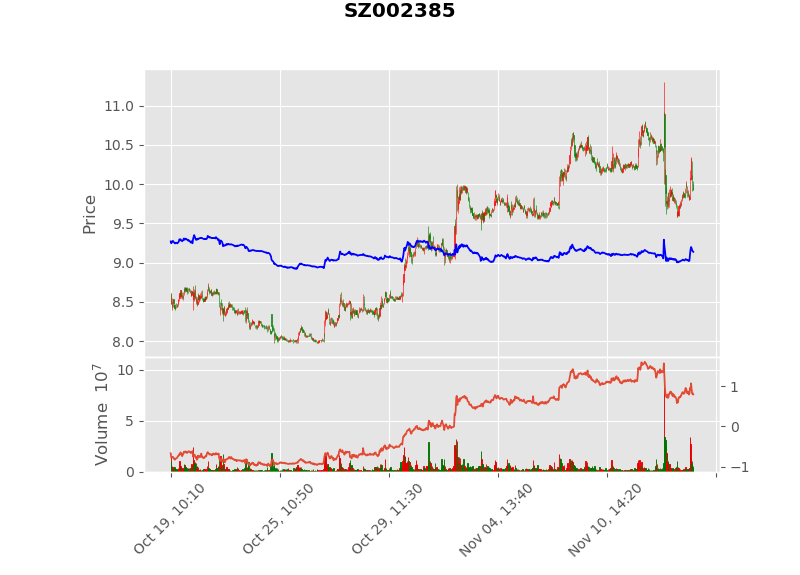 SZ002385
Price
11.0
10.5
10.0
9.5
9.0
8.5
8.0
Volume 10^7
10
5
0
1
0
−1
Oct 19, 10:10
Oct 25, 10:50
Oct 29, 11:30
Nov 04, 13:40
Nov 10, 14:20